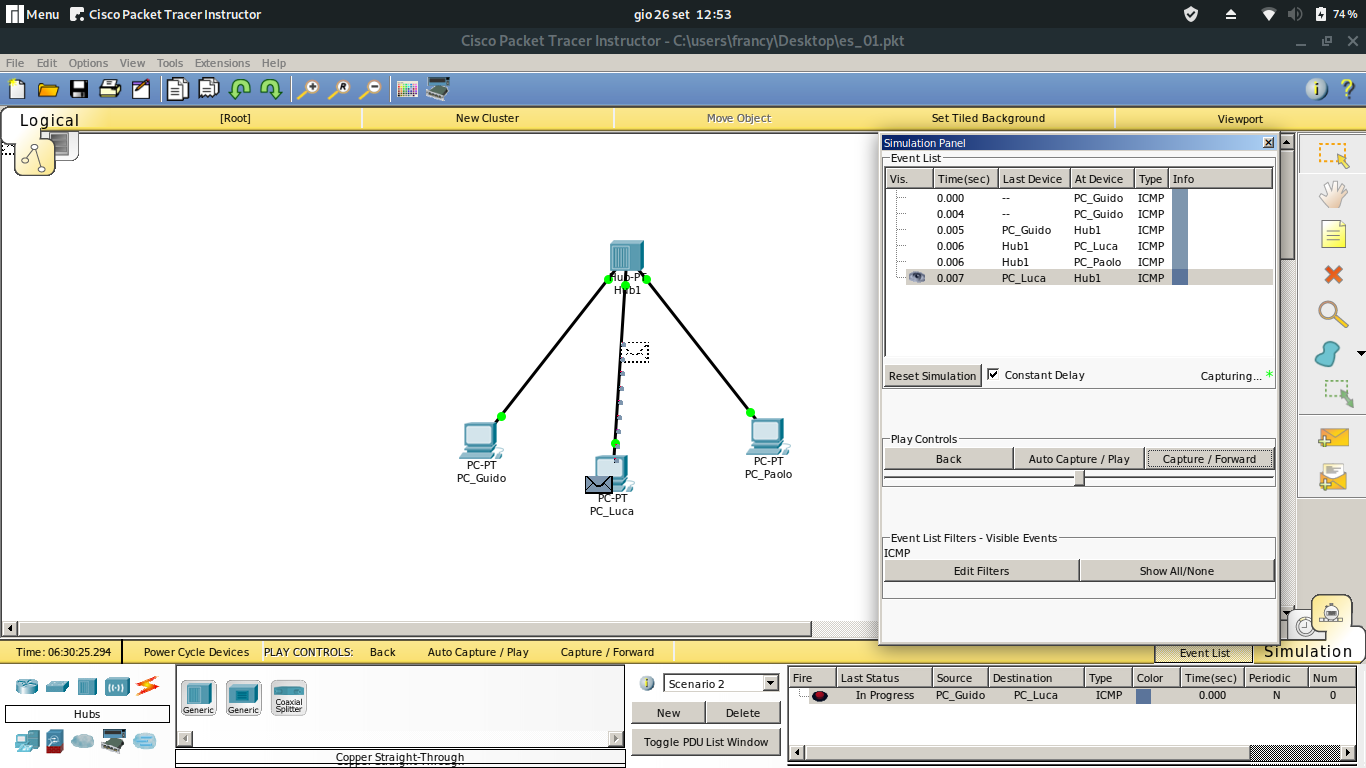 Menu Cisco Packet Tracer Instructor gio 26 set 12:53 74%
Cisco Packet Tracer Instructor - C:\users\francy\Desktop\es_01.pkt
File Edit Options View Tools Extensions Help
Logical [Root] New Cluster Move Object Set Tiled Background Viewport
Hub-PT
Hub1
PC-PT
PC_Guido
PC-PT
PC_Luca
PC-PT
PC_Paolo
Simulation Panel
Event List
Vis. Time(sec) Last Device At Device Type Info
0.000 -- PC_Guido ICMP
0.004 -- PC_Guido ICMP
0.005 PC_Guido Hub1 ICMP
0.006 Hub1 PC_Luca ICMP
0.006 Hub1 PC_Paolo ICMP
0.007 PC_Luca Hub1 ICMP
Reset Simulation Constant Delay Capturing... *
Play Controls
Back Auto Capture / Play Capture / Forward
Event List Filters - Visible Events
ICMP
Edit Filters Show All/None
Time: 06:30:25.294 Power Cycle Devices PLAY CONTROLS: Back Auto Capture / Play Capture / Forward Event List Simulation
Hubs
Generic
Generic
Coaxial
Splitter
Copper Straight-Through
Scenario 2
New Delete
Toggle PDU List Window
Fire Last Status Source Destination Type Color Time(sec) Periodic Num
In Progress PC_Guido PC_Luca ICMP 0.000 N 0